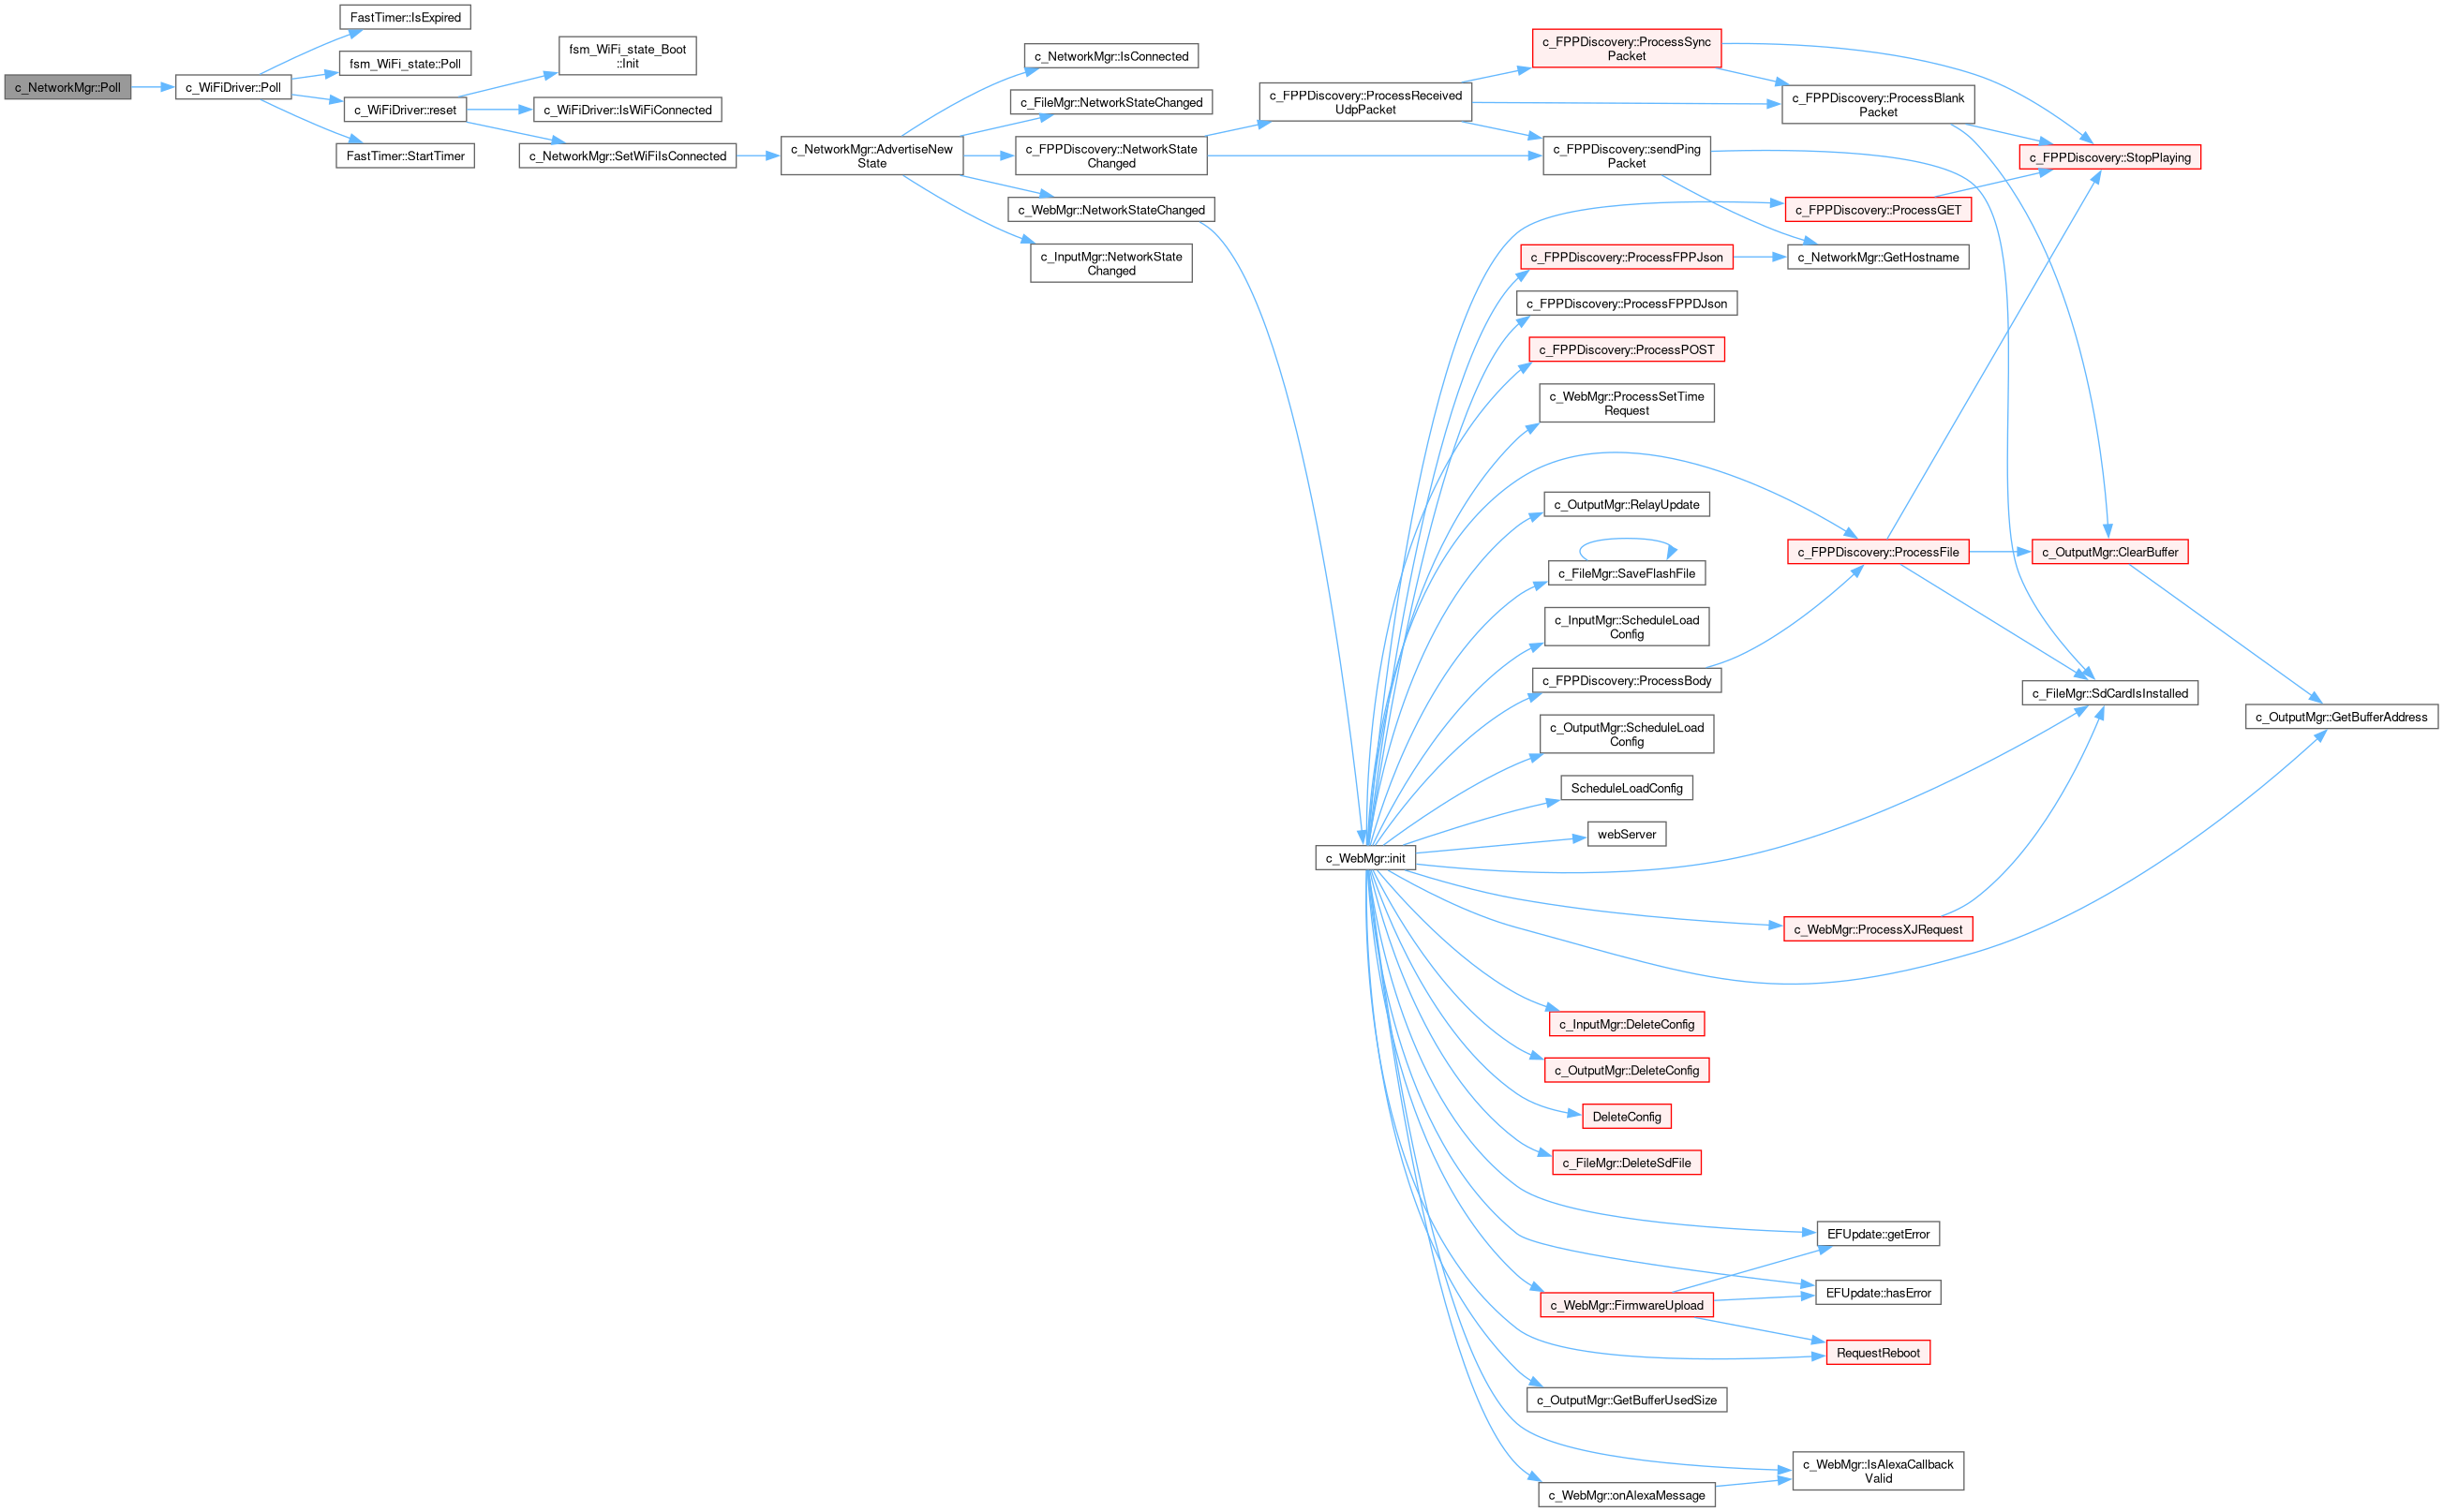 c_NetworkMgr::Poll
c_WiFiDriver::Poll
FastTimer::IsExpired
fsm_WiFi_state::Poll
c_WiFiDriver::reset
FastTimer::StartTimer
fsm_WiFi_state_Boot
::Init
c_WiFiDriver::IsWiFiConnected
c_NetworkMgr::SetWiFiIsConnected
c_NetworkMgr::AdvertiseNew
State
c_NetworkMgr::IsConnected
c_FileMgr::NetworkStateChanged
c_FPPDiscovery::NetworkState
Changed
c_WebMgr::NetworkStateChanged
c_InputMgr::NetworkState
Changed
c_FPPDiscovery::ProcessReceived
UdpPacket
c_WebMgr::init
c_FPPDiscovery::ProcessSync
Packet
c_FPPDiscovery::sendPing
Packet
c_FPPDiscovery::ProcessFPPJson
c_FPPDiscovery::ProcessFPPDJson
c_FPPDiscovery::ProcessPOST
c_WebMgr::ProcessSetTime
Request
c_OutputMgr::RelayUpdate
c_FileMgr::SaveFlashFile
c_InputMgr::ScheduleLoad
Config
c_FPPDiscovery::ProcessBody
c_OutputMgr::ScheduleLoad
Config
ScheduleLoadConfig
webServer
c_InputMgr::DeleteConfig
c_OutputMgr::DeleteConfig
DeleteConfig
c_FileMgr::DeleteSdFile
c_WebMgr::FirmwareUpload
c_OutputMgr::GetBufferUsedSize
c_WebMgr::onAlexaMessage
c_FPPDiscovery::ProcessBlank
Packet
c_FPPDiscovery::ProcessGET
c_NetworkMgr::GetHostname
c_FPPDiscovery::ProcessFile
c_WebMgr::ProcessXJRequest
EFUpdate::getError
EFUpdate::hasError
RequestReboot
c_WebMgr::IsAlexaCallback
Valid
c_FPPDiscovery::StopPlaying
c_OutputMgr::ClearBuffer
c_FileMgr::SdCardIsInstalled
c_OutputMgr::GetBufferAddress